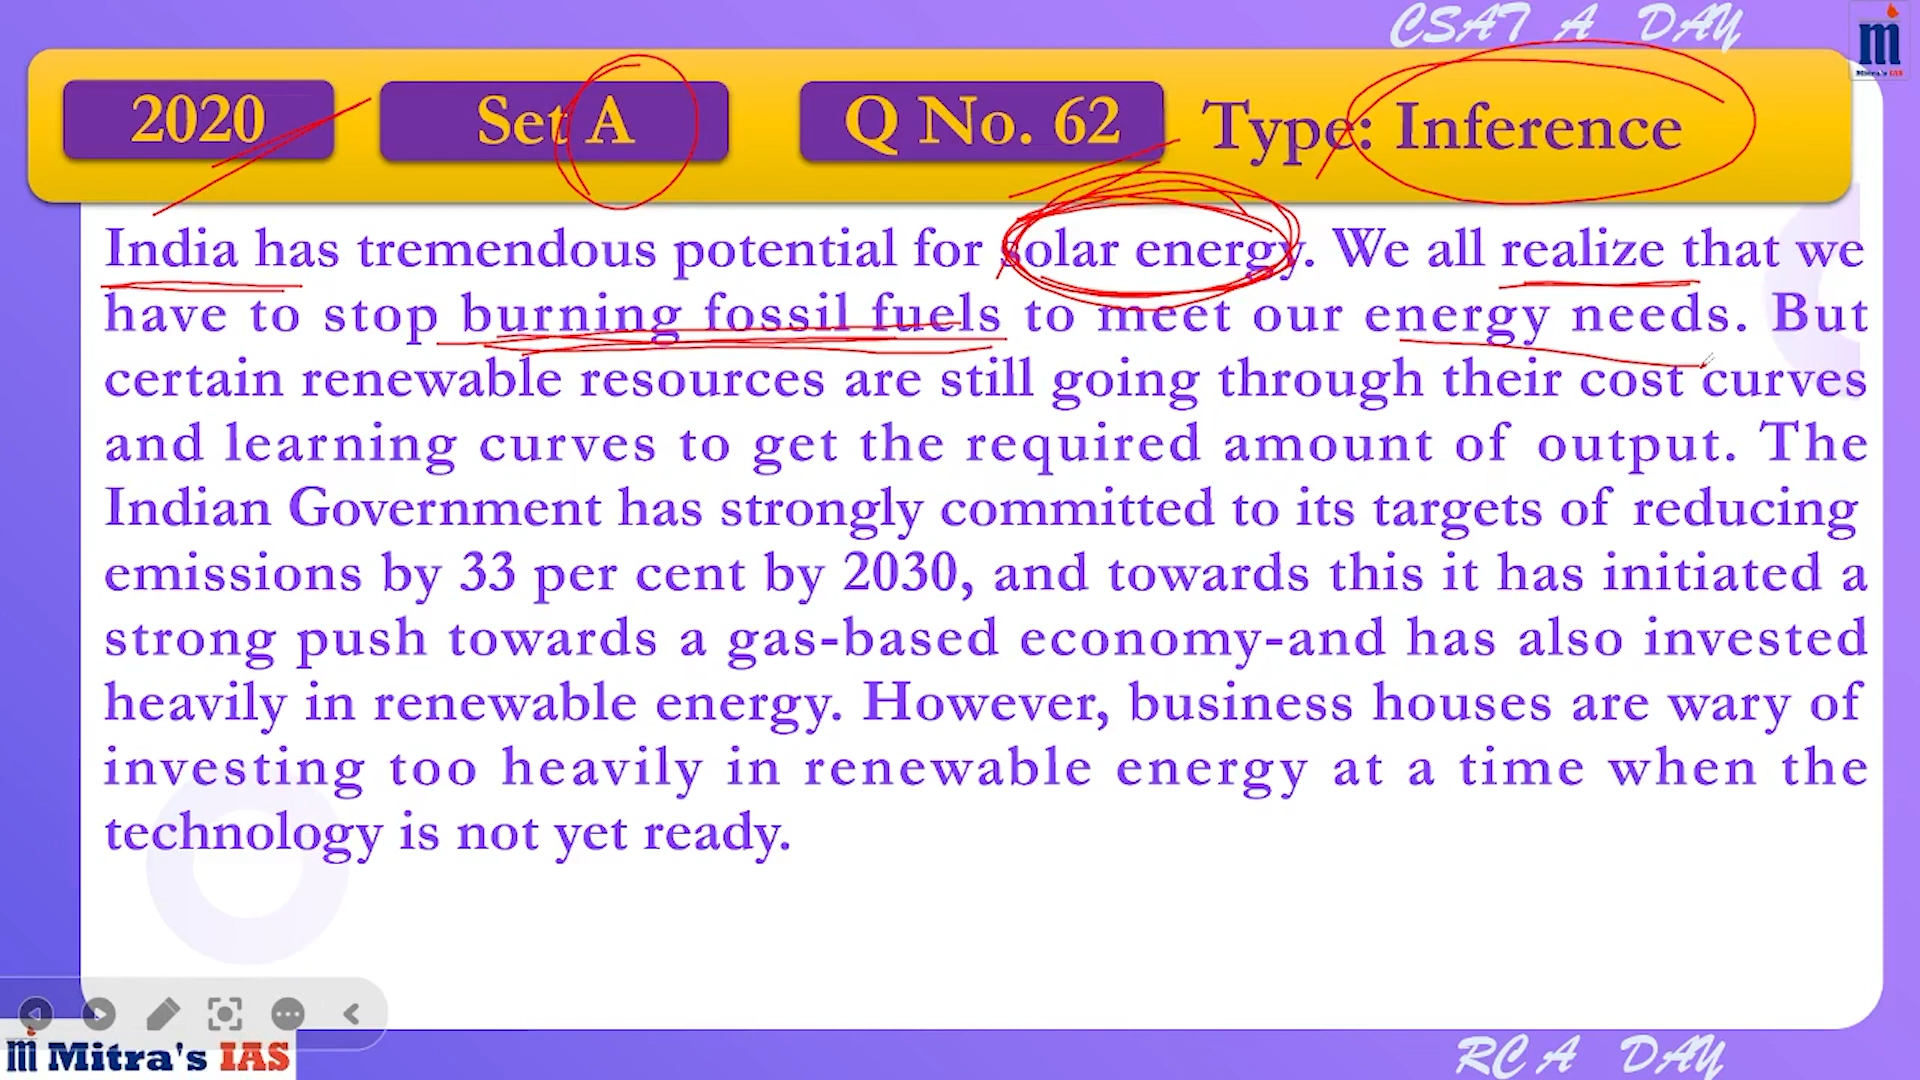 CSAT A DAY
m
Mitra's IAS
2020 Set A Q No. 62 Type: Inference
India has tremendous potential for solar energy. We all realize that we
have to stop burning fossil fuels to meet our energy needs. But
certain renewable resources are still going through their cost curves
and learning curves to get the required amount of output. The
Indian Government has strongly committed to its targets of reducing
emissions by 33 per cent by 2030, and towards this it has initiated a
strong push towards a gas-based economy-and has also invested
heavily in renewable energy. However, business houses are wary of
investing too heavily in renewable energy at a time when the
technology is not yet ready.
m Mitra's IAS
RC A DAY